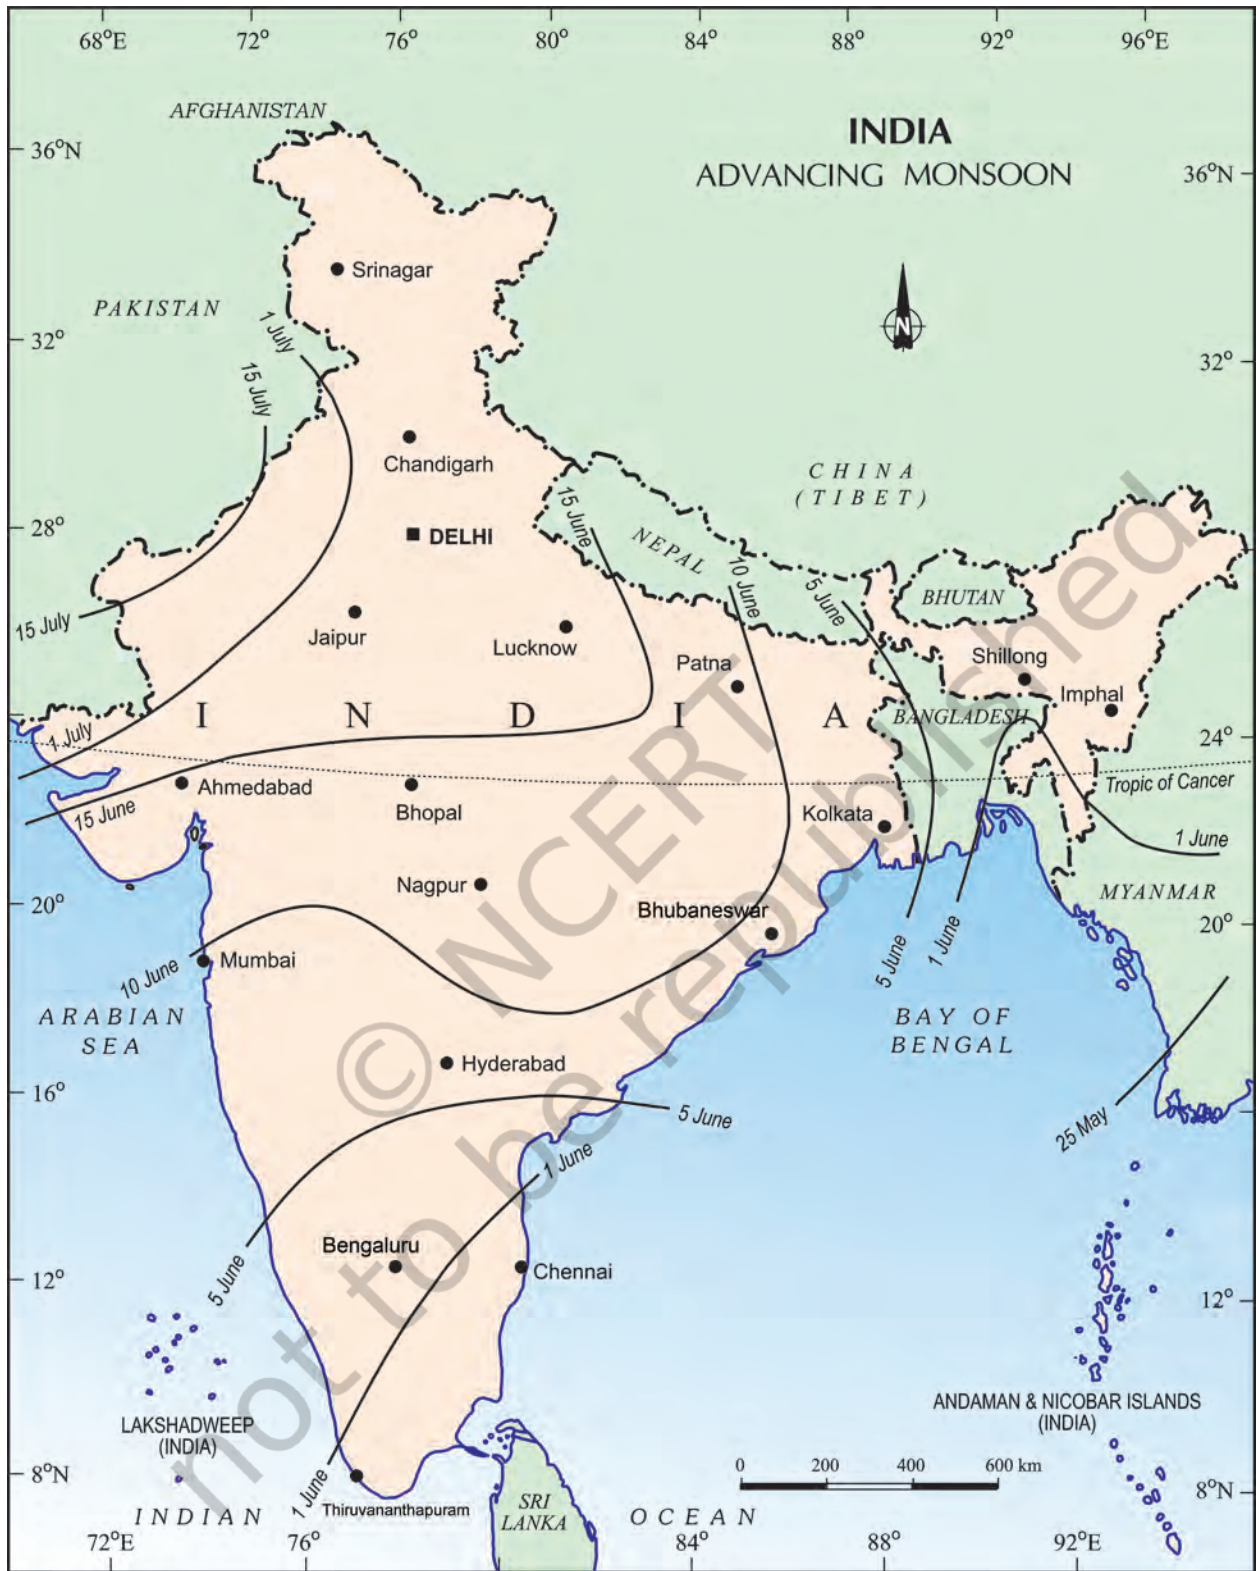 68°E 72° 76° 80° 84° 88° 92° 96°E
AFGHANISTAN
INDIA
ADVANCING MONSOON
36°N
36°N
Srinagar
PAKISTAN
1 July
N
32°
32°
15 July
Chandigarh
CHINA
(TIBET)
15 June
28°
DELHI
NEPAL
10 June
5 June
BHUTAN
15 July
Jaipur
Lucknow
Patna
Shillong
Imphal
I N D I A
BANGLADESH
1 July
24°
Ahmedabad
Tropic of Cancer
15 June
Bhopal
Kolkata
1 June
Nagpur
MYANMAR
20°
Bhubaneswar
20°
10 June
Mumbai
5 June
1 June
ARABIAN
SEA
BAY OF
BENGAL
Hyderabad
16°
5 June
25 May
1 June
Bengaluru
5 June
Chennai
12°
12°
LAKSHADWEEP
(INDIA)
ANDAMAN & NICOBAR ISLANDS
(INDIA)
8°N
1 June
0 200 400 600 km
8°N
Thiruvananthapuram
SRI
LANKA
INDIAN OCEAN
72°E 76° 84° 88° 92°E
© NCERT
not to be republished